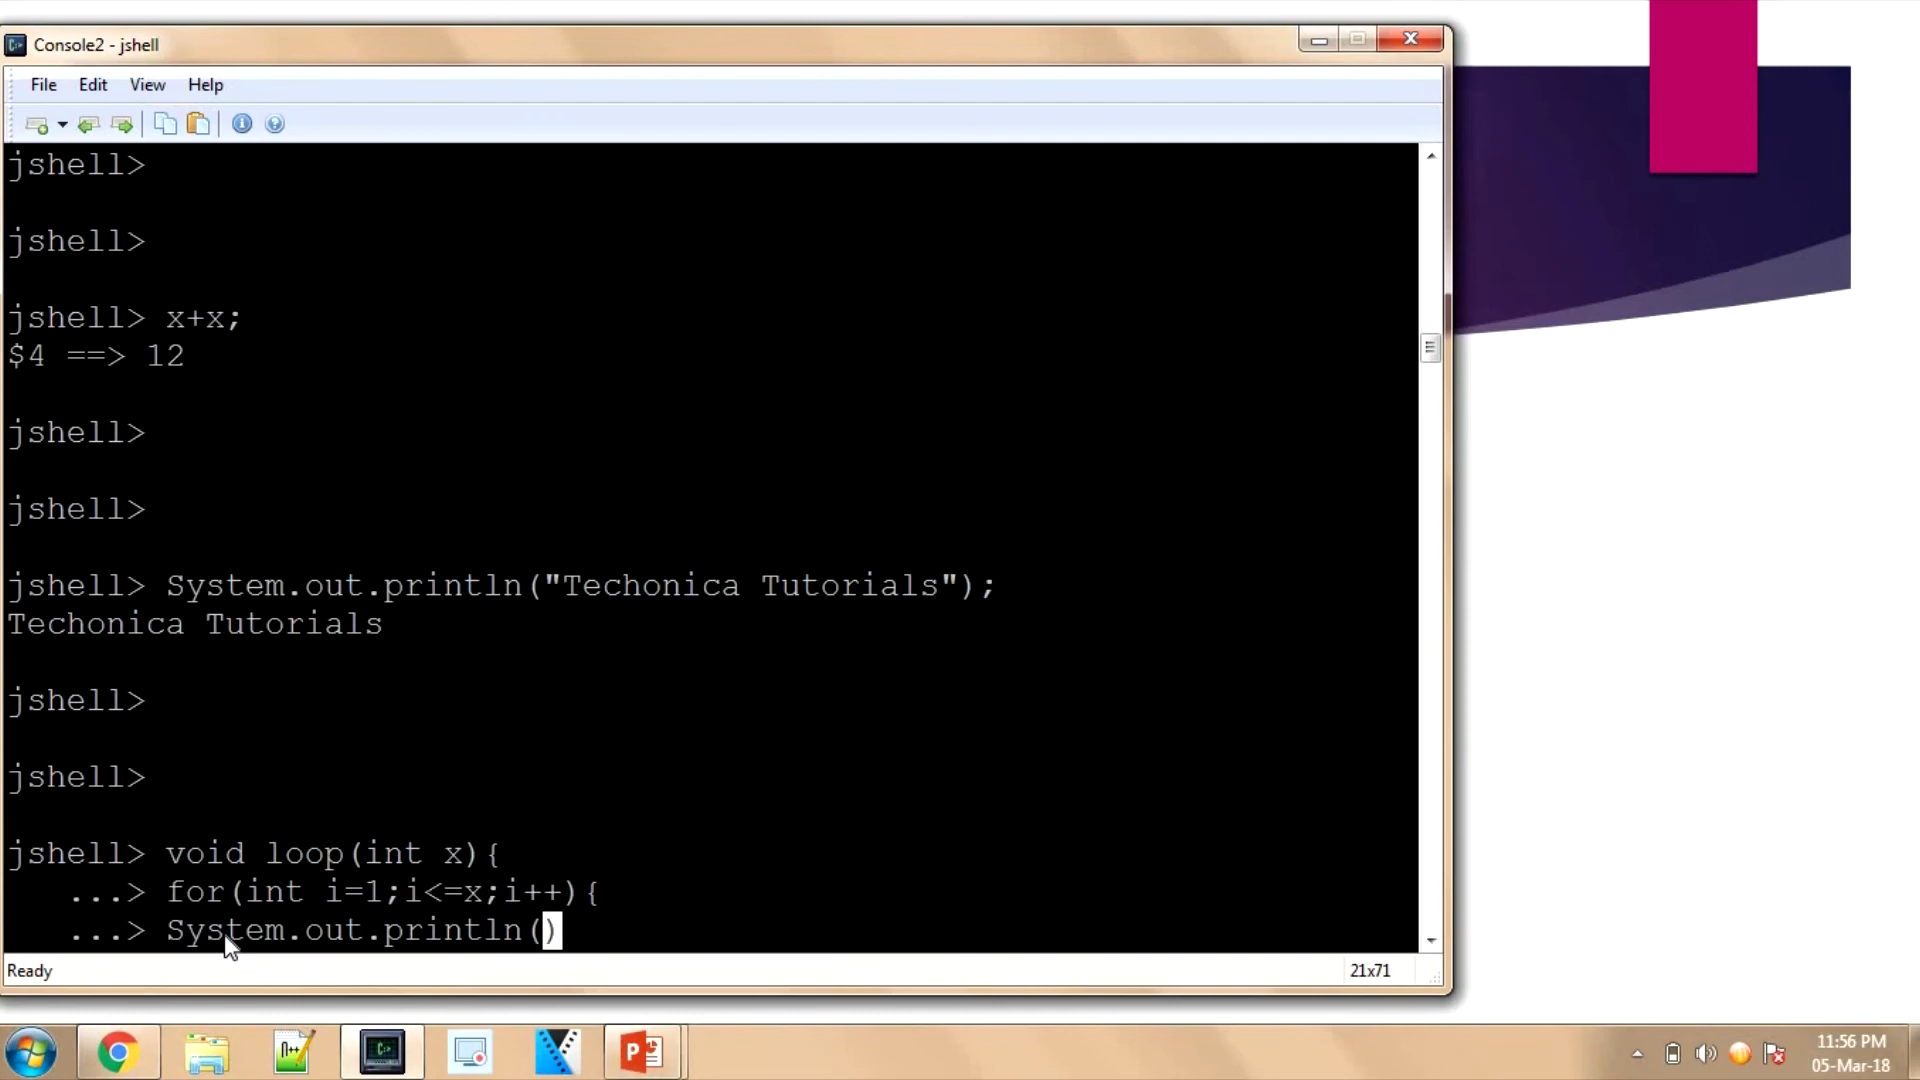 Console2 - jshell
File Edit View Help
jshell>
jshell>
jshell> x+x;
$4 ==> 12
jshell>
jshell>
jshell> System.out.println("Techonica Tutorials");
Techonica Tutorials
jshell>
jshell>
jshell> void loop(int x){
...> for(int i=1;i<=x;i++){
...> System.out.println()
Ready 21x71
11:56 PM
05-Mar-18